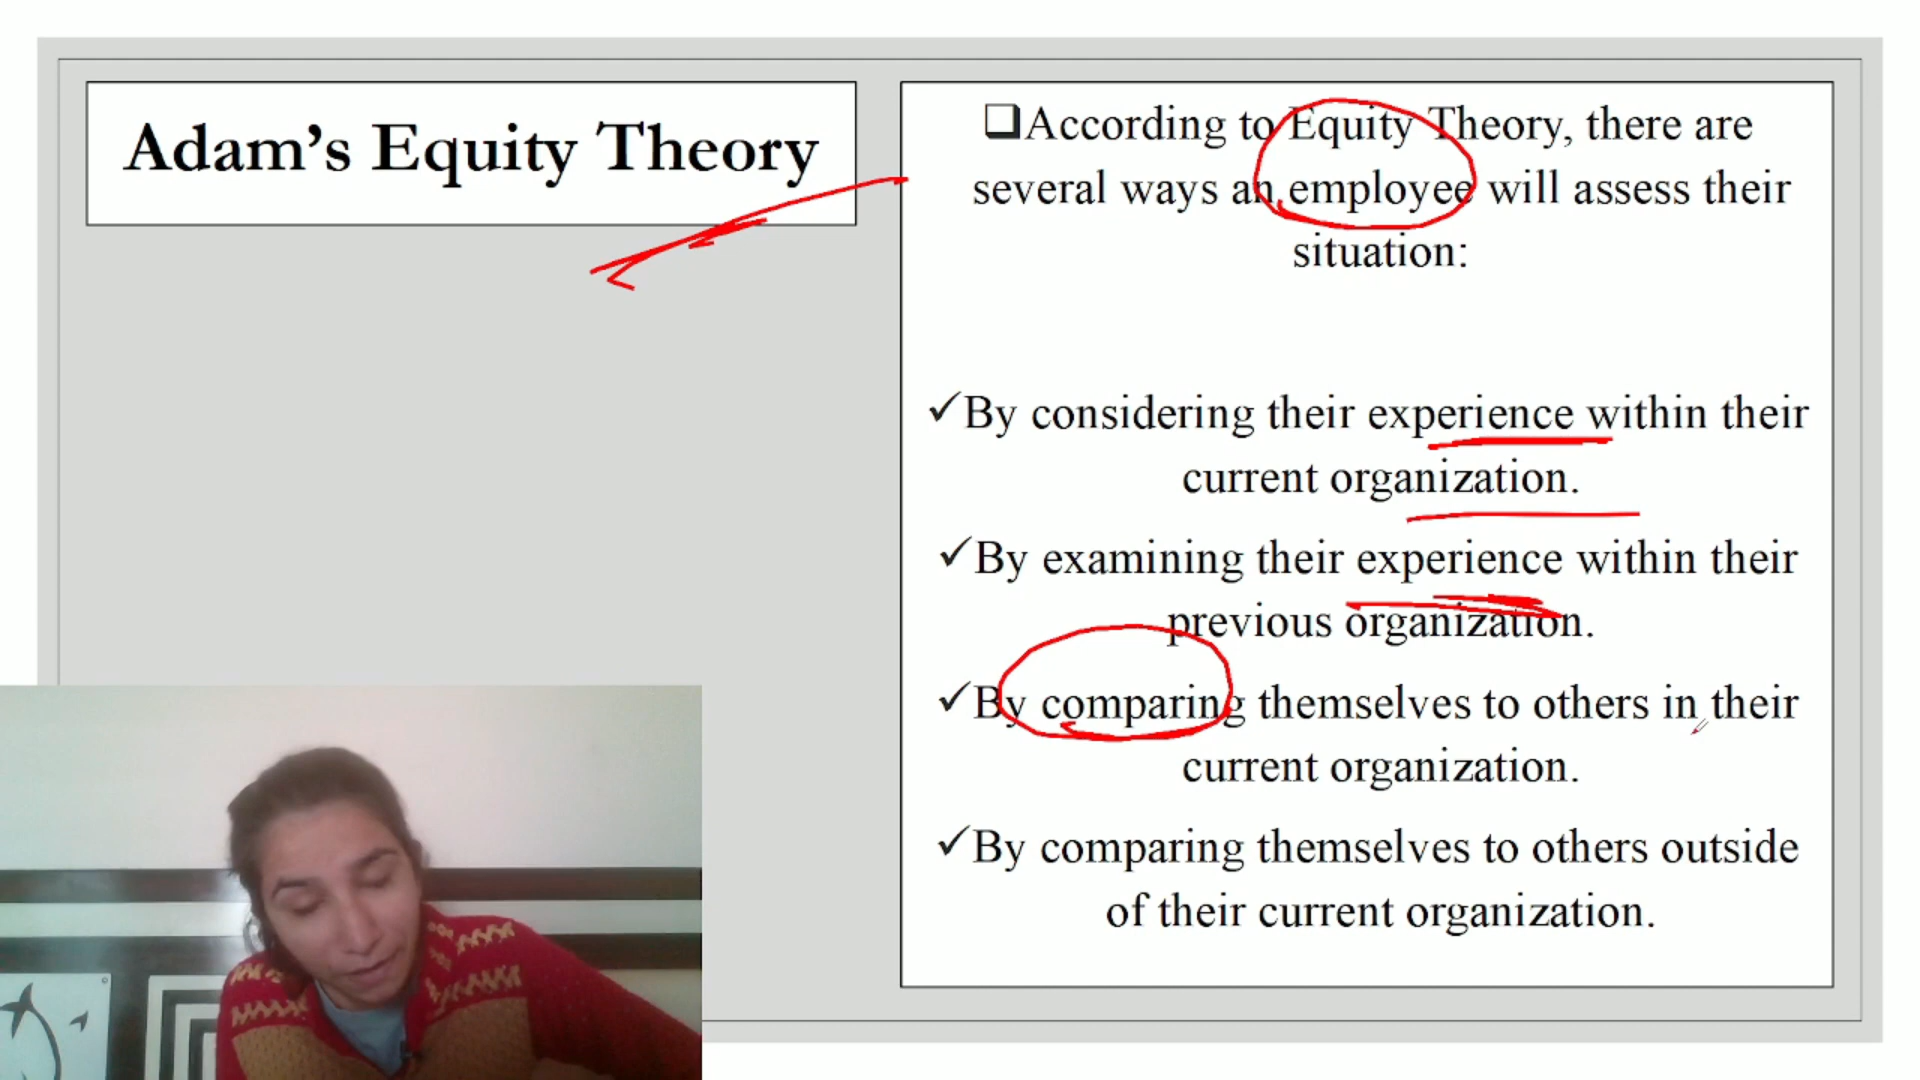 Adam's Equity Theory
❑According to Equity Theory, there are
several ways an employee will assess their
situation:
✓By considering their experience within their
current organization.
✓By examining their experience within their
previous organization.
✓By comparing themselves to others in their
current organization.
✓By comparing themselves to others outside
of their current organization.